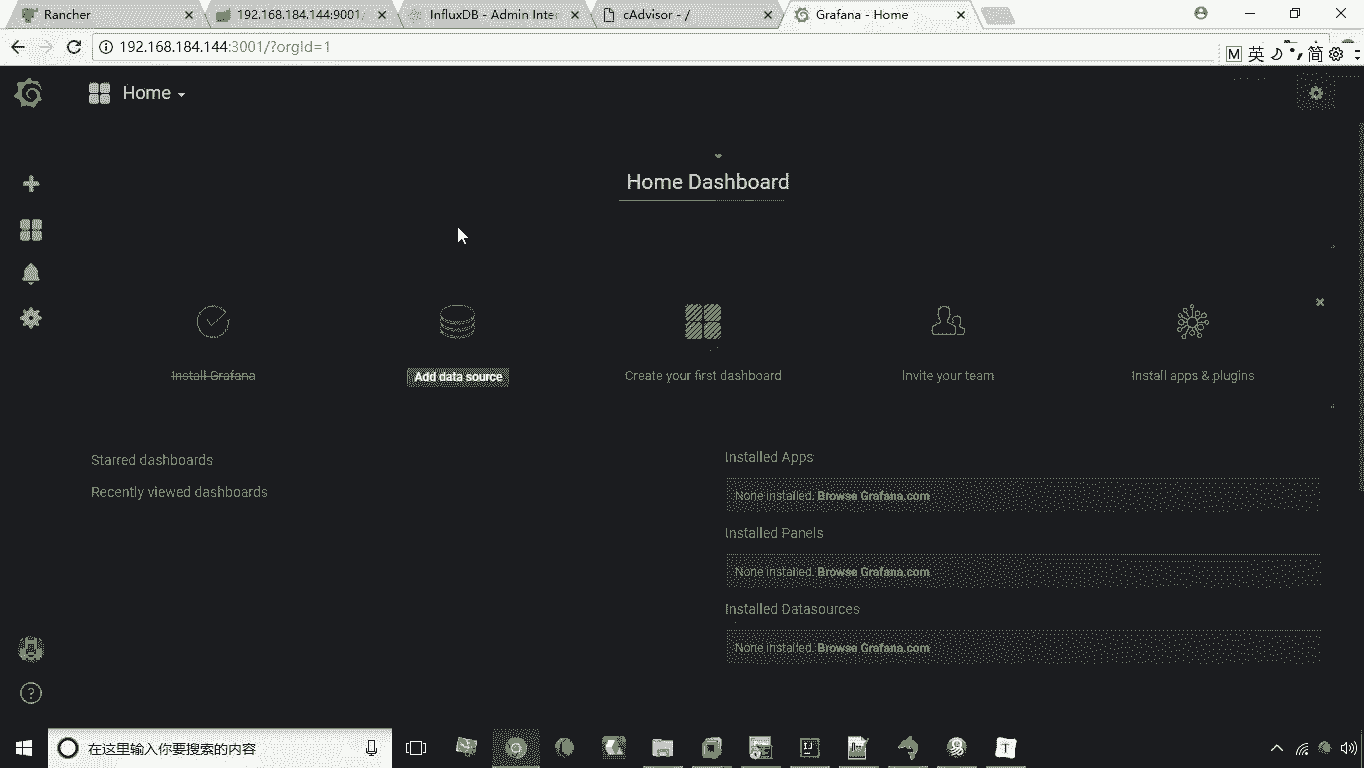 Rancher
192.168.184.144:9001
InfluxDB - Admin Inter
cAdvisor - /
Grafana - Home
192.168.184.144:3001/?orgId=1
M 英 简
Home
Home Dashboard
Install Grafana
Add data source
Create your first dashboard
Invite your team
Install apps & plugins
Starred dashboards
Recently viewed dashboards
Installed Apps
None installed. Browse Grafana.com
Installed Panels
None installed. Browse Grafana.com
Installed Datasources
None installed. Browse Grafana.com
在这里输入你要搜索的内容